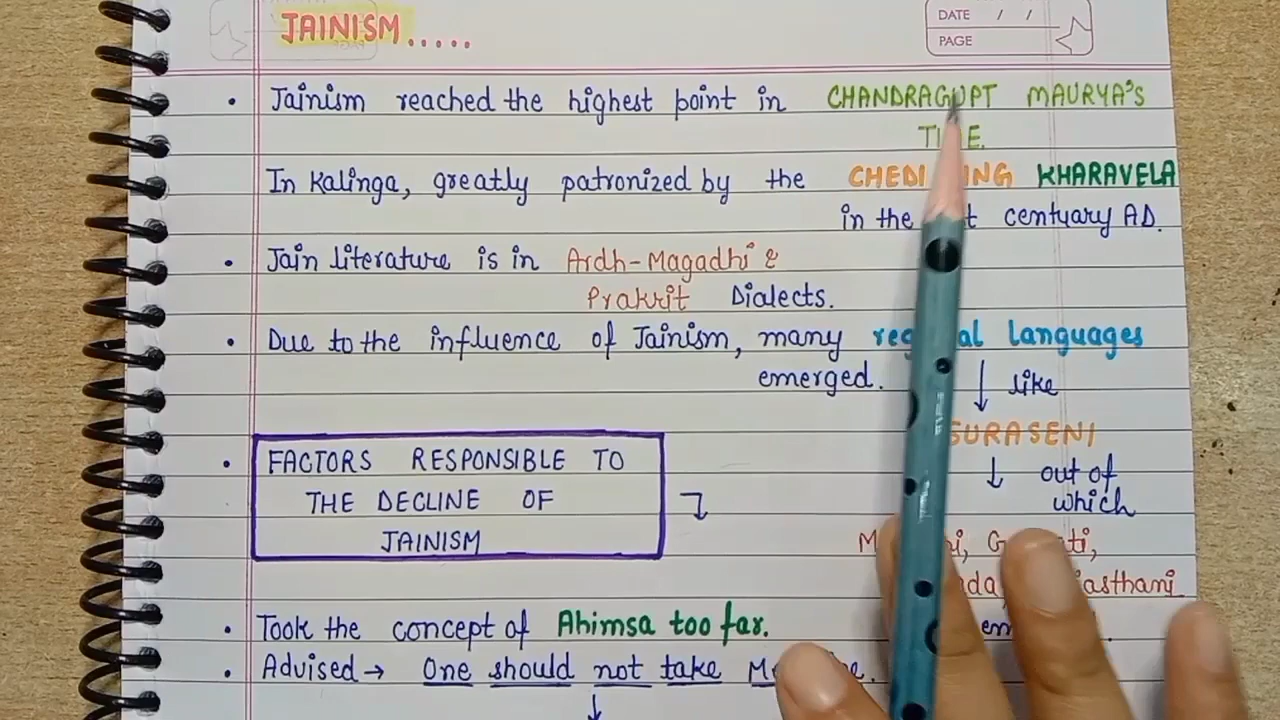 JAINISM.....
DATE / /
PAGE
• Jainism reached the highest point in CHANDRAGUPT MAURYA'S
In Kalinga, greatly patronized by the KHARAVELA
in the centuary AD.
• Jain literature is in Ardh-Magadhi &
Prakrit Dialects.
• Due to the influence of Jainism, many languages
emerged. ↓ like
SURASENI
↓ out of
which
• FACTORS RESPONSIBLE TO
THE DECLINE OF
JAINISM
• Took the concept of Ahimsa too far.
• Advised → One should not take
↓